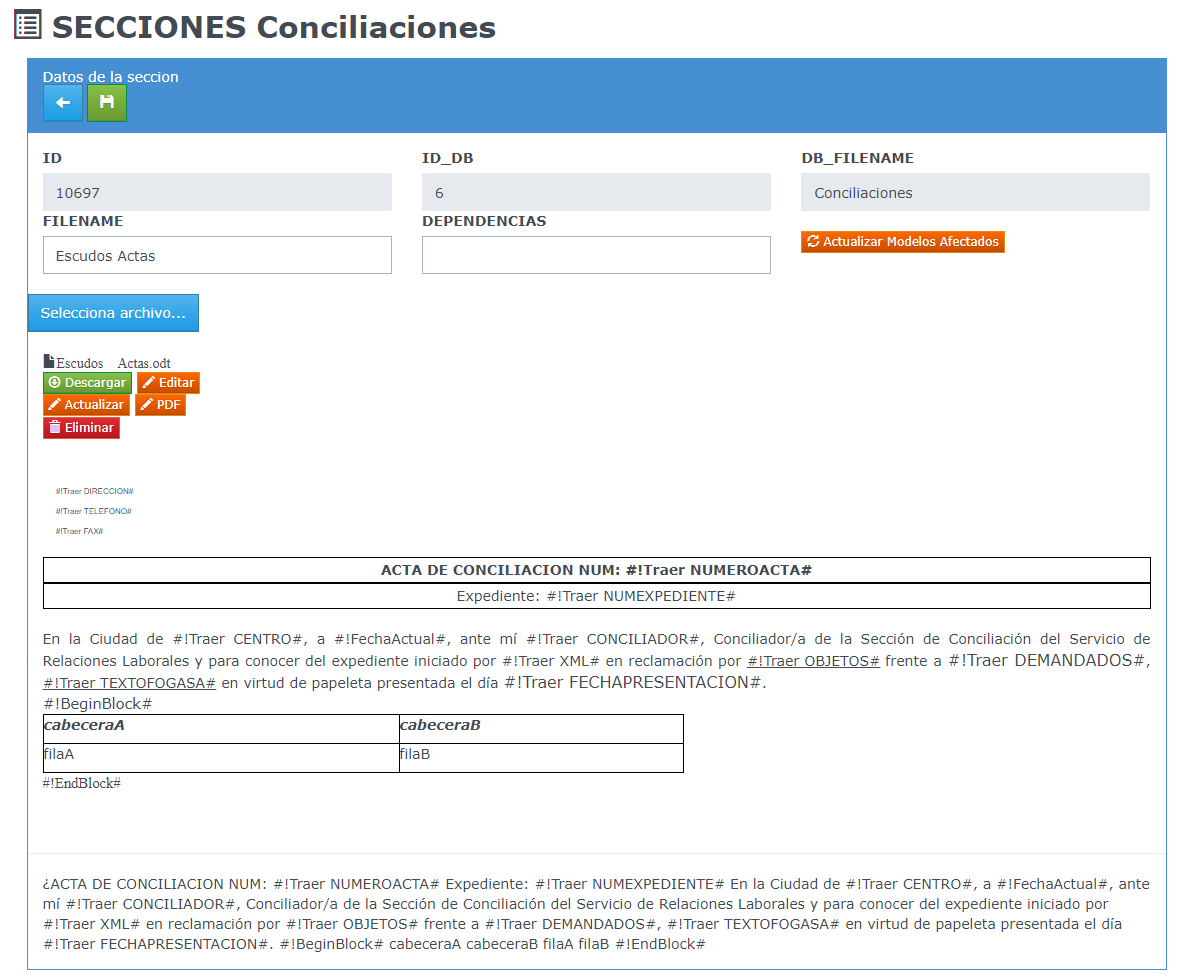 SECCIONES Conciliaciones
Datos de la seccion
ID ID_DB DB_FILENAME
10697 6 Conciliaciones
FILENAME DEPENDENCIAS
Actualizar Modelos Afectados
Escudos Actas
Selecciona archivo...
Escudos Actas.odt
Descargar Editar
Actualizar PDF
Eliminar
#!Traer DIRECCION#
#!Traer TELEFONO#
#!Traer FAX#
ACTA DE CONCILIACION NUM: #!Traer NUMEROACTA#
Expediente: #!Traer NUMEXPEDIENTE#
En la Ciudad de #!Traer CENTRO#, a #!FechaActual#, ante mí #!Traer CONCILIADOR#, Conciliador/a de la Sección de Conciliación del Servicio de
Relaciones Laborales y para conocer del expediente iniciado por #!Traer XML# en reclamación por #!Traer OBJETOS# frente a #!Traer DEMANDADOS#,
#!Traer TEXTOFOGASA# en virtud de papeleta presentada el día #!Traer FECHAPRESENTACION#.
#!BeginBlock#
cabeceraA cabeceraB
filaA filaB
#!EndBlock#
¿ACTA DE CONCILIACION NUM: #!Traer NUMEROACTA# Expediente: #!Traer NUMEXPEDIENTE# En la Ciudad de #!Traer CENTRO#, a #!FechaActual#, ante
mí #!Traer CONCILIADOR#, Conciliador/a de la Sección de Conciliación del Servicio de Relaciones Laborales y para conocer del expediente iniciado por
#!Traer XML# en reclamación por #!Traer OBJETOS# frente a #!Traer DEMANDADOS#, #!Traer TEXTOFOGASA# en virtud de papeleta presentada el día
#!Traer FECHAPRESENTACION#. #!BeginBlock# cabeceraA cabeceraB filaA filaB #!EndBlock#